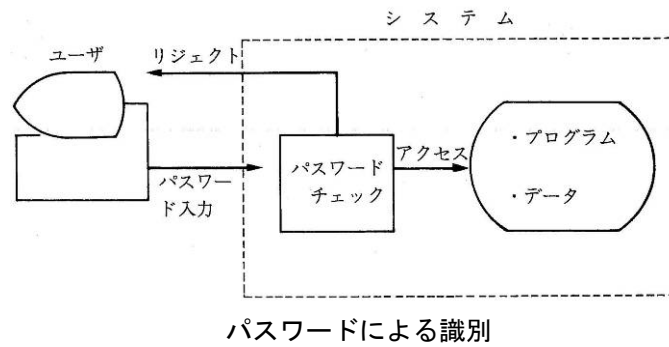 システム
ユーザ
リジェクト
パスワー
ド入力
パスワード
チェック
アクセス
・プログラム
・データ
パスワードによる識別